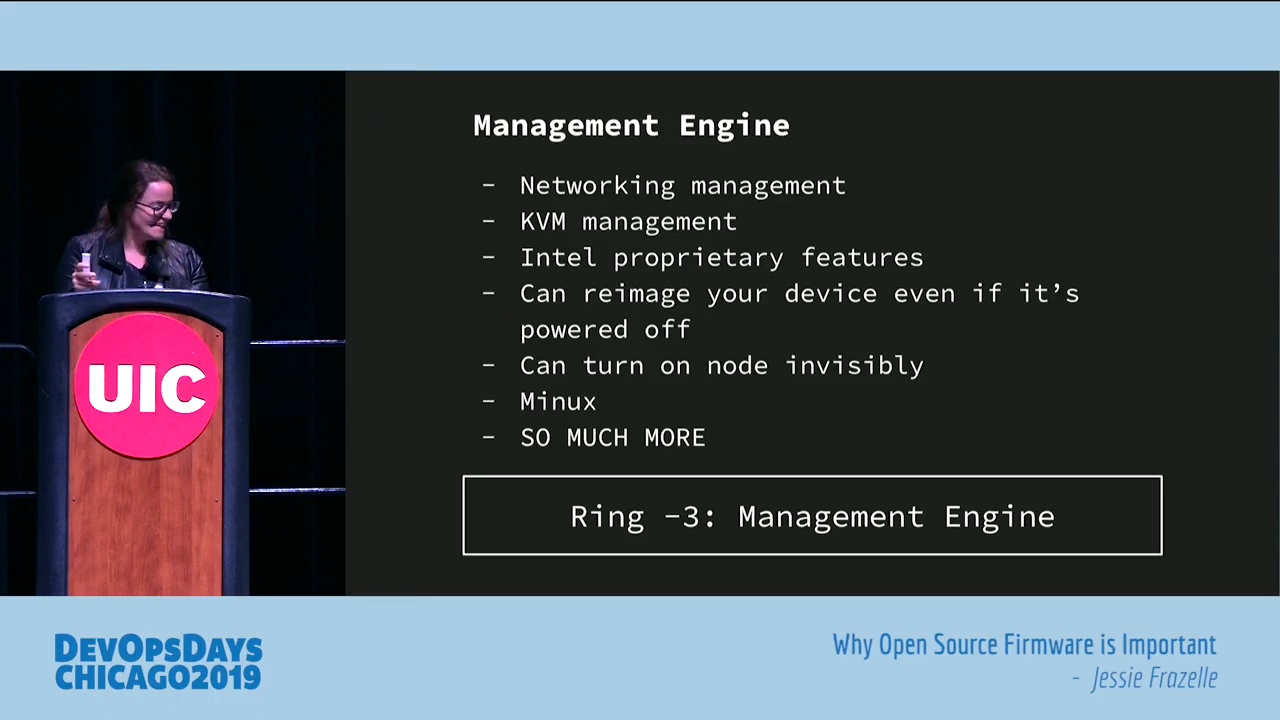 Management Engine
- Networking management
- KVM management
- Intel proprietary features
- Can reimage your device even if it’s
powered off
- Can turn on node invisibly
- Minux
- SO MUCH MORE
Ring -3: Management Engine
UIC
DEVOPSDAYS
CHICAGO2019
Why Open Source Firmware is Important
- Jessie Frazelle